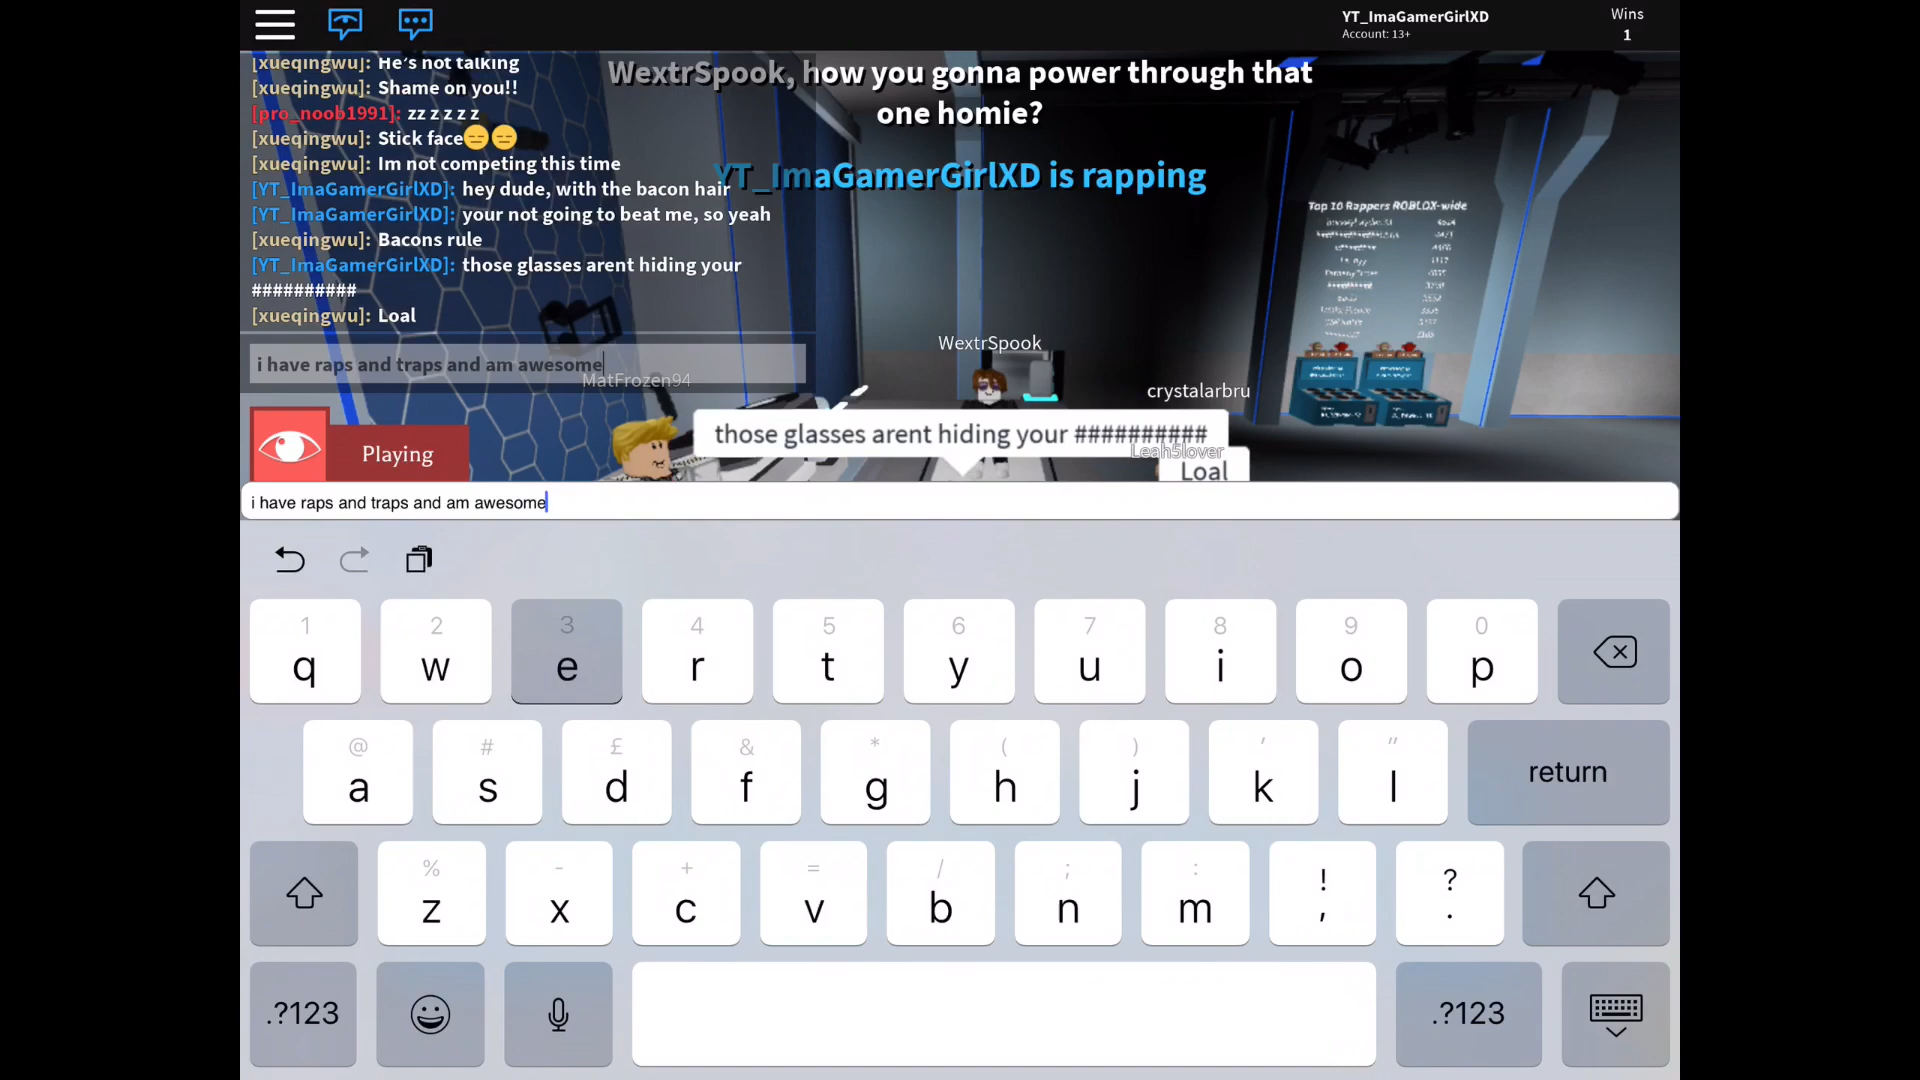 YT_ImaGamerGirlXD
Account: 13+
Wins
1
[xueqingwu]: He's not talking
[xueqingwu]: Shame on you!!
[pro_noob1991]: zz z z z z
[xueqingwu]: Stick face😑😑
[xueqingwu]: Im not competing this time
[YT_ImaGamerGirlXD]: hey dude, with the bacon hair
[YT_ImaGamerGirlXD]: your not going to beat me, so yeah
[xueqingwu]: Bacons rule
[YT_ImaGamerGirlXD]: those glasses arent hiding your
##########
[xueqingwu]: Loal
WextrSpook, how you gonna power through that
one homie?
YT_ImaGamerGirlXD is rapping
Top 10 Rappers ROBLOX-wide
i have raps and traps and am awesome
MatFrozen94
WextrSpook
crystalarbru
those glasses arent hiding your ##########
Leah5lover
Loal
Playing
i have raps and traps and am awesome
1 2 3 4 5 6 7 8 9 0
q w e r t y u i o p
@ # £ & * ( ) ' "
a s d f g h j k l return
% - + = / ; : ! ?
z x c v b n m , .
.?123 .?123